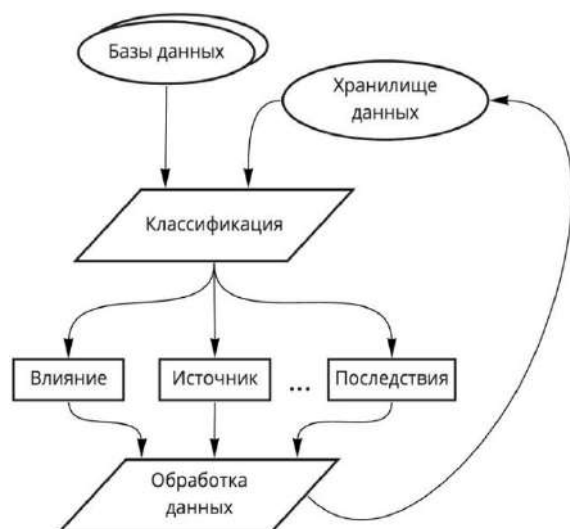 Базы данных
Хранилище
данных
Классификация
Влияние
Источник
...
Последствия
Обработка
данных